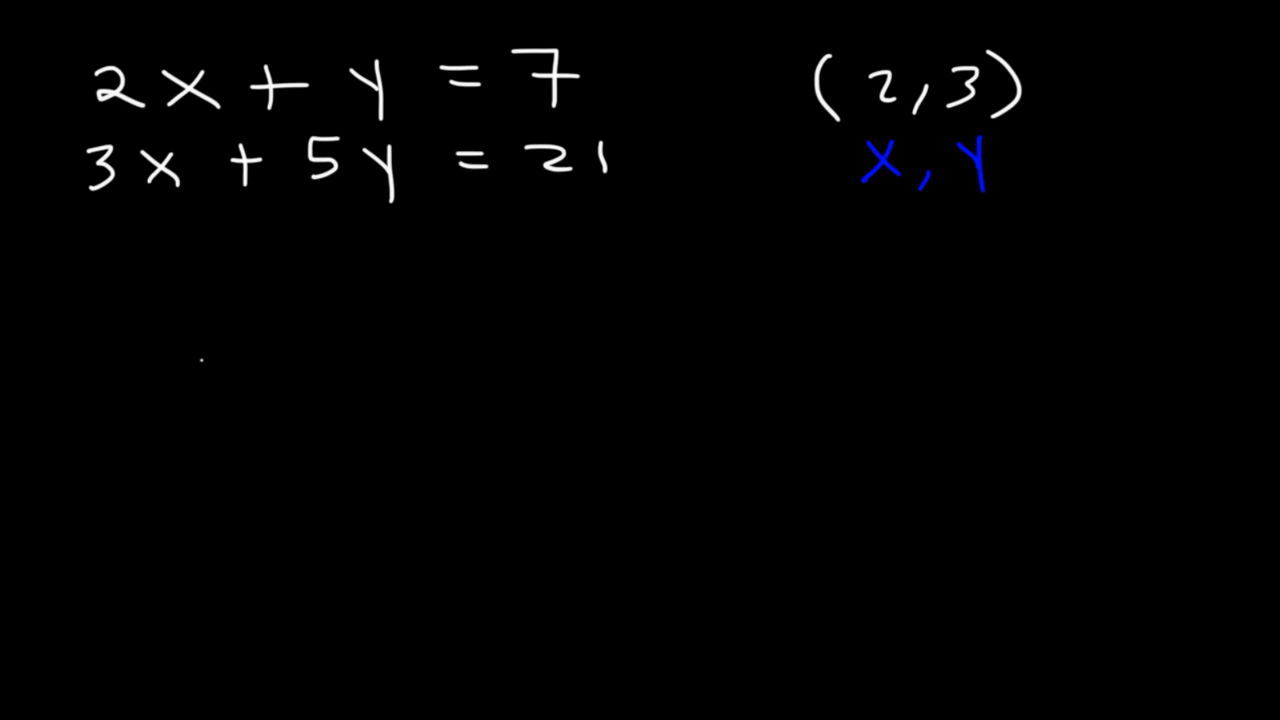 2x + y = 7
3x + 5y = 21
(2,3)
x, y